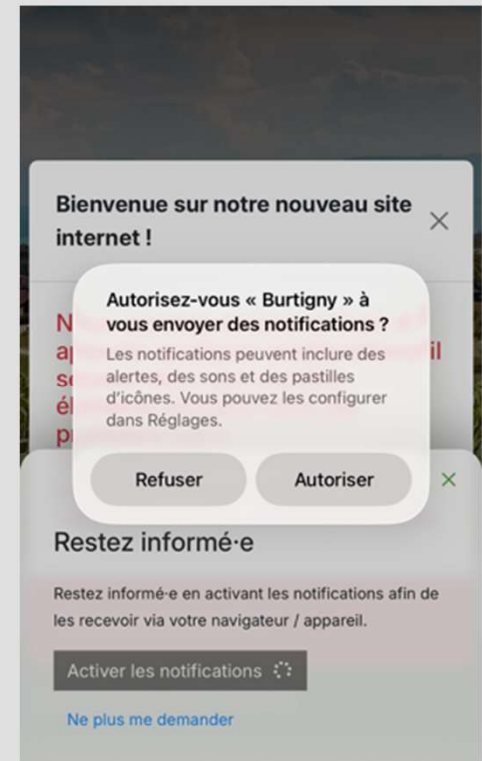 Bienvenue sur notre nouveau site
internet !
Autorisez-vous « Burtigny » à
vous envoyer des notifications ?
Les notifications peuvent inclure des
alertes, des sons et des pastilles
d'icônes. Vous pouvez les configurer
dans Réglages.
Refuser
Autoriser
Restez informé·e
Restez informé·e en activant les notifications afin de
les recevoir via votre navigateur / appareil.
Activer les notifications
Ne plus me demander